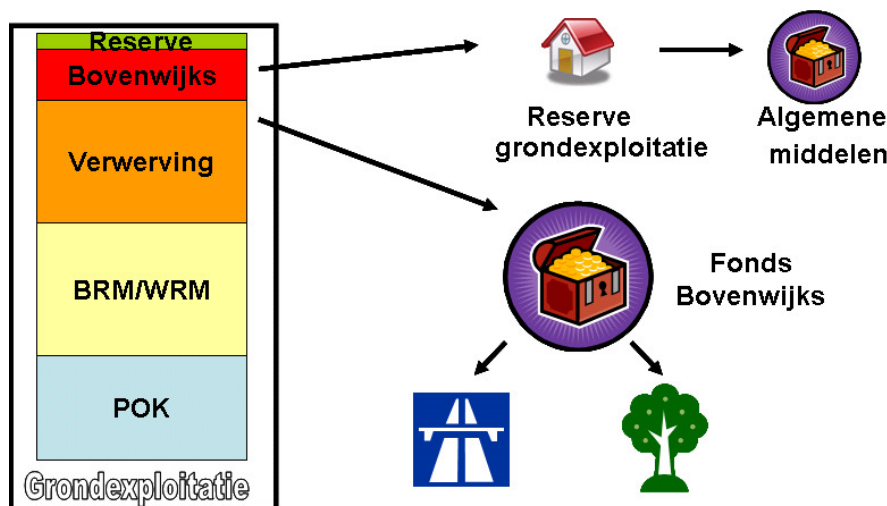 Reserve
Bovenwijks
Verwerving
BRM/WRM
POK
Grondexploitatie
Reserve
grondexploitatie
Algemene
middelen
Fonds
Bovenwijks